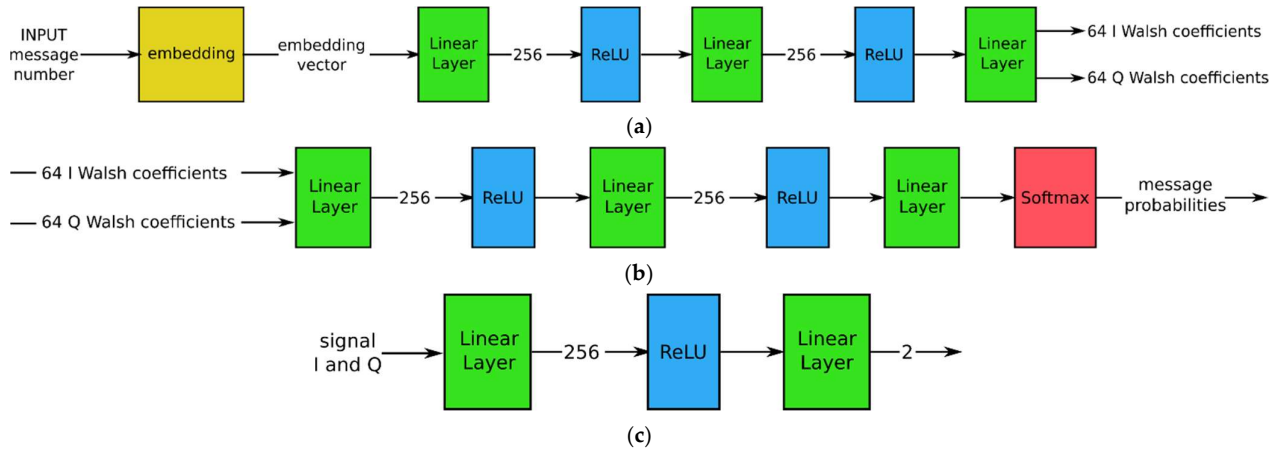 INPUT
message
number
embedding
embedding
vector
Linear
Layer
256
ReLU
Linear
Layer
256
ReLU
Linear
Layer
64 I Walsh coefficients
64 Q Walsh coefficients
(a)
64 I Walsh coefficients
64 Q Walsh coefficients
Linear
Layer
256
ReLU
Linear
Layer
256
ReLU
Linear
Layer
Softmax
message
probabilities
(b)
signal
I and Q
Linear
Layer
256
ReLU
Linear
Layer
2
(c)